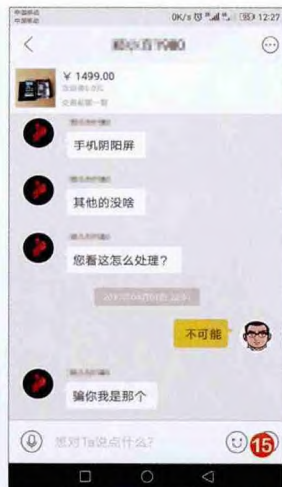 中国移动
中国移动
0K/s 12:27
¥ 1499.00
手机阴阳屏
其他的没啥
您看这怎么处理？
不可能
骗你我是那个
想对Ta说点什么？
15